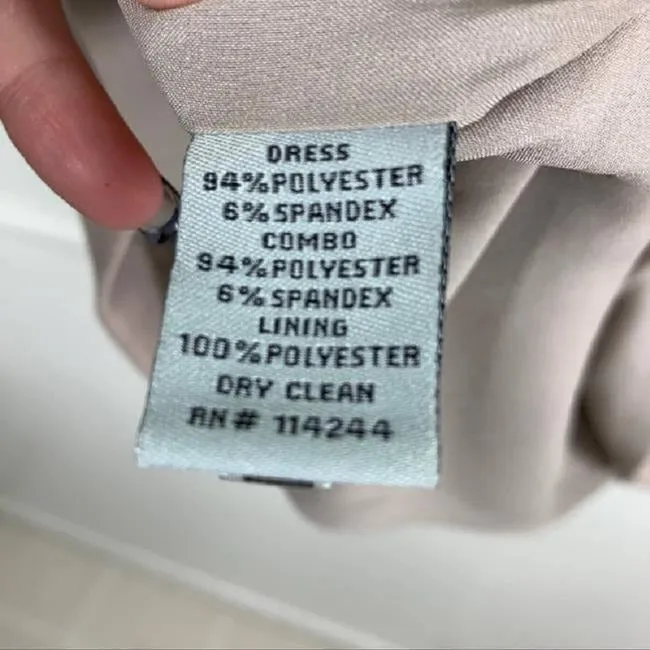 DRESS
94%POLYESTER
6%SPANDEX
COMBO
94%POLYESTER
6%SPANDEX
LINING
100%POLYESTER
DRY CLEAN
RN# 114244